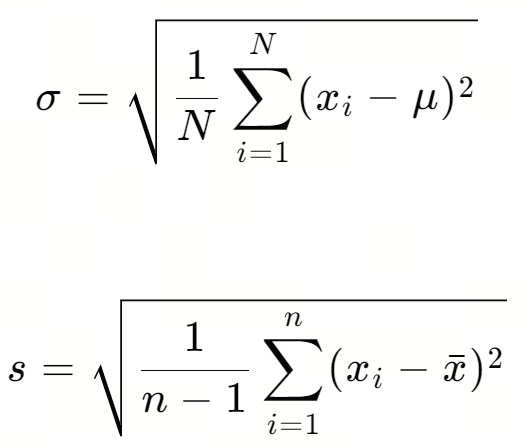 σ = √(1/N ∑_{i=1}^{N} (x_i − μ)²)
s = √(1/(n − 1) ∑_{i=1}^{n} (x_i − x̄)²)